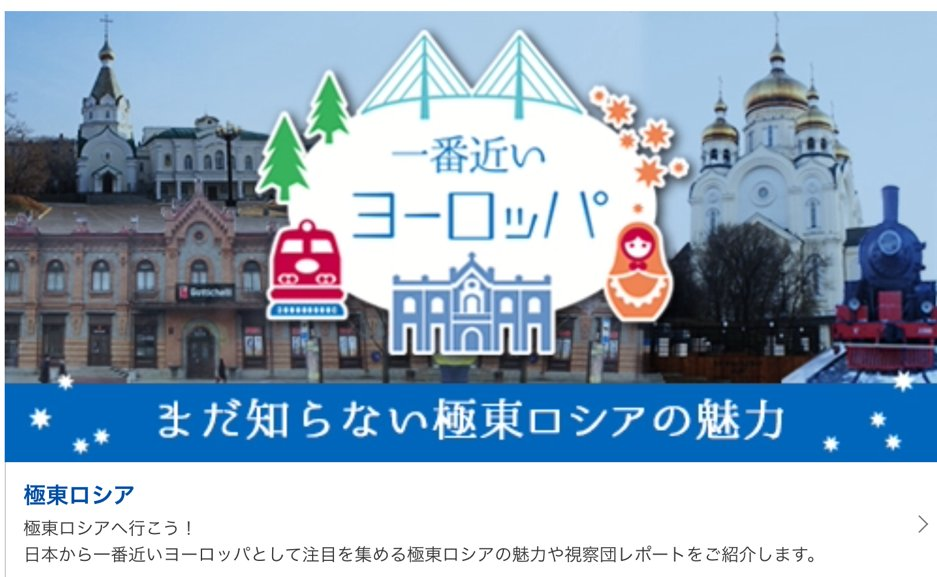 一番近い
ヨーロッパ
Gottchelli
まだ知らない極東ロシアの魅力
極東ロシア
極東ロシアへ行こう！
日本から一番近いヨーロッパとして注目を集める極東ロシアの魅力や視察団レポートをご紹介します。